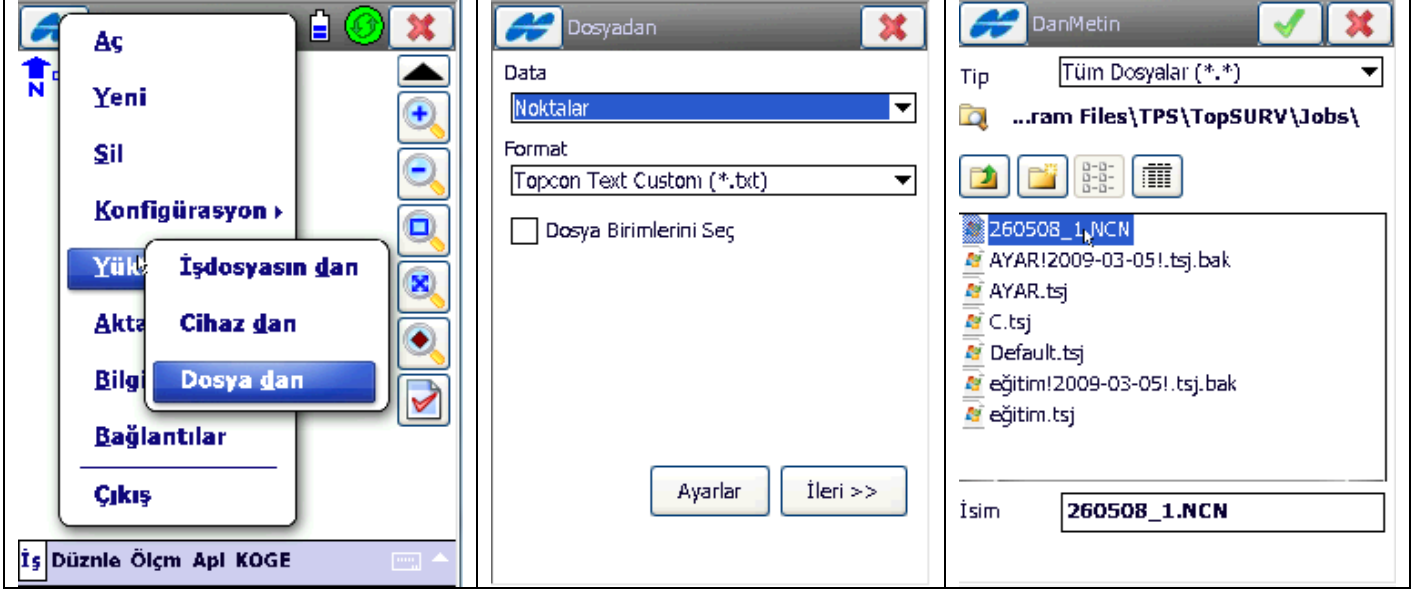 Aç
Yeni
Sil
Konfigürasyon
İşdosyasın dan
Cihaz dan
Dosya dan
Bağlantılar
Çıkış
N
İş Düznle Ölçm Apl KOGE
Dosyadan
Data
Noktalar
Format
Topcon Text Custom (*.txt)
Dosya Birimlerini Seç
Ayarlar
İleri >>
DanMetin
Tip
Tüm Dosyalar (*.*)
...ram Files\TPS\TopSURV\Jobs\
260508_1.NCN
AYAR!2009-03-05!.tsj.bak
AYAR.tsj
C.tsj
Default.tsj
eğitim!2009-03-05!.tsj.bak
eğitim.tsj
İsim
260508_1.NCN